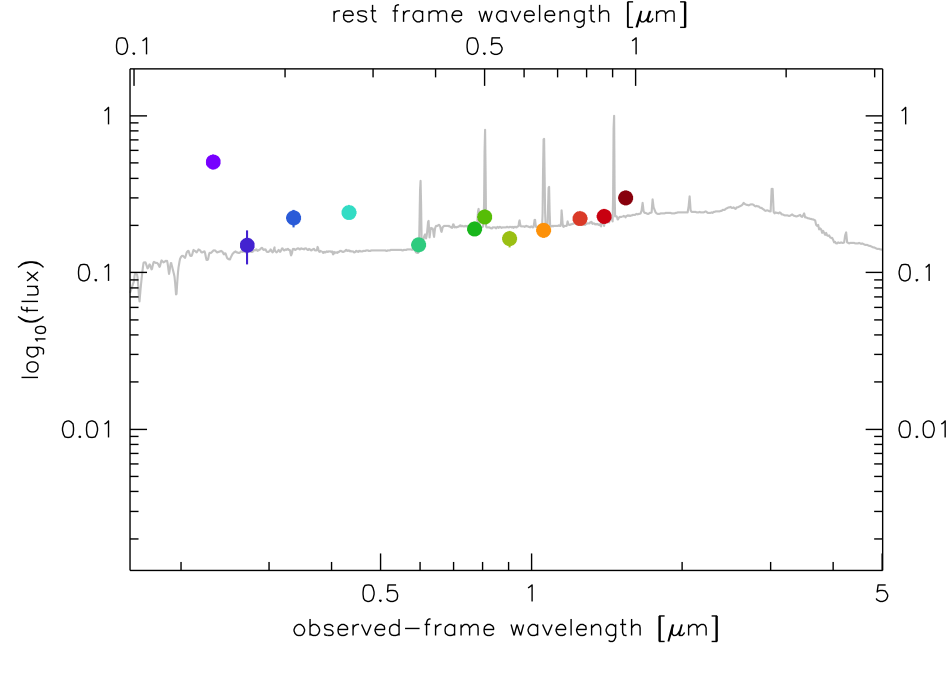 rest frame wavelength [μm]
0.1 0.5 1
1 1
0.1 0.1
log10(flux)
0.01 0.01
0.5 1 5
observed-frame wavelength [μm]